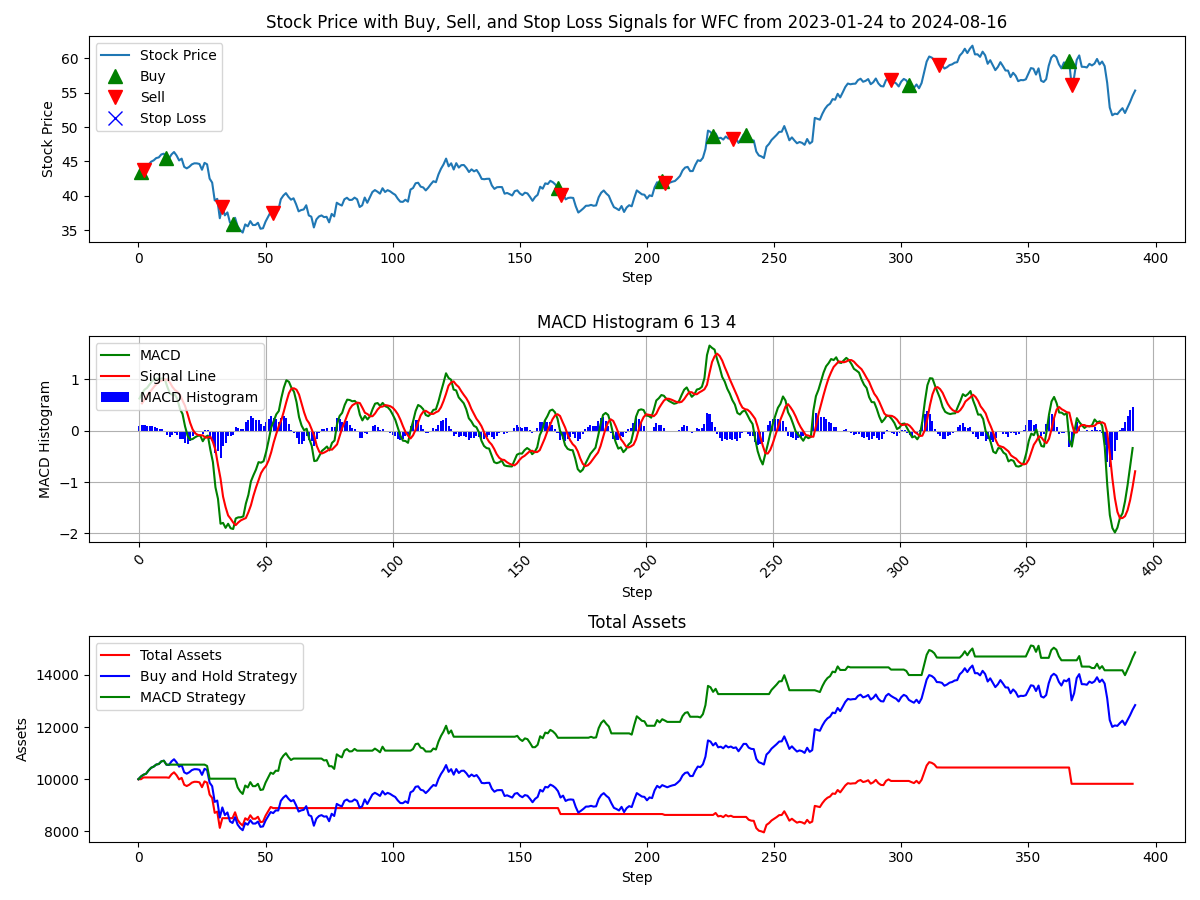 Stock Price with Buy, Sell, and Stop Loss Signals for WFC from 2023-01-24 to 2024-08-16
Stock Price
60
55
50
45
40
35
Stock Price
Buy
Sell
Stop Loss
0 50 100 150 200 250 300 350 400
Step
MACD Histogram 6 13 4
MACD Histogram
1
0
−1
−2
MACD
Signal Line
MACD Histogram
0 50 100 150 200 250 300 350 400
Step
Total Assets
Assets
14000
12000
10000
8000
Total Assets
Buy and Hold Strategy
MACD Strategy
0 50 100 150 200 250 300 350 400
Step